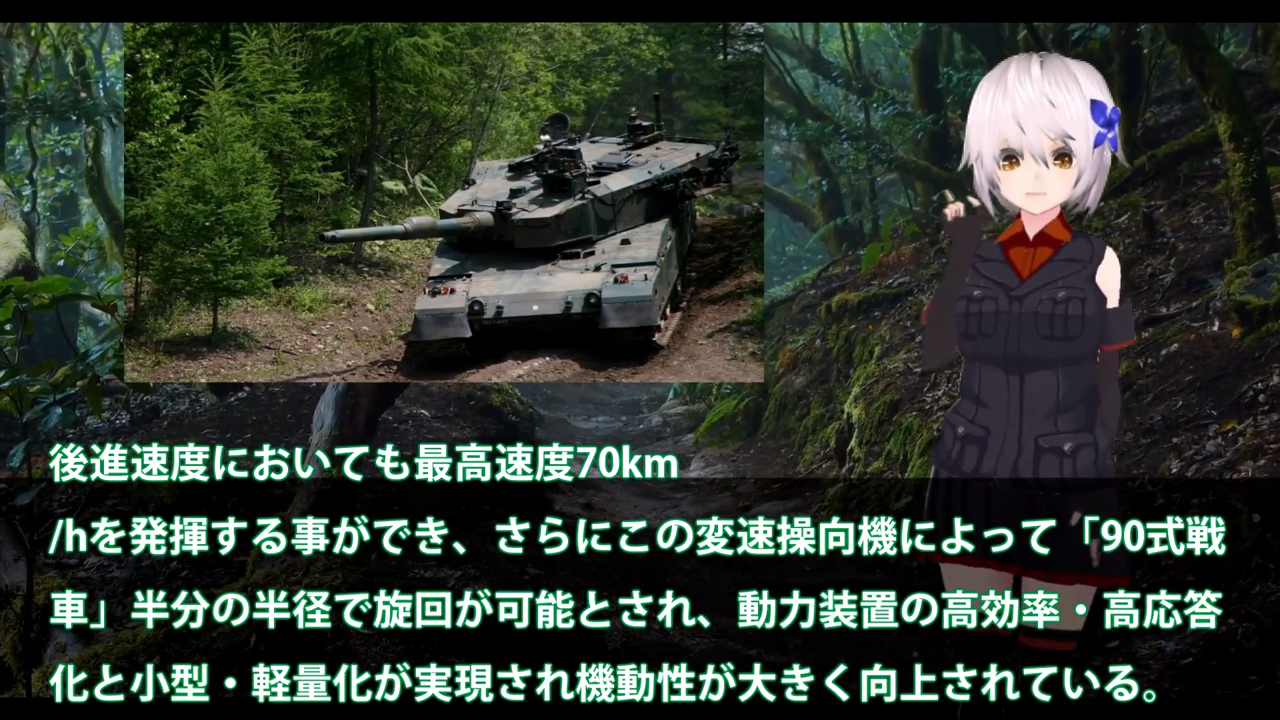 後進速度においても最高速度70km
/hを発揮する事ができ、さらにこの変速操向機によって「90式戦
車」半分の半径で旋回が可能とされ、動力装置の高効率・高応答
化と小型・軽量化が実現され機動性が大きく向上されている。